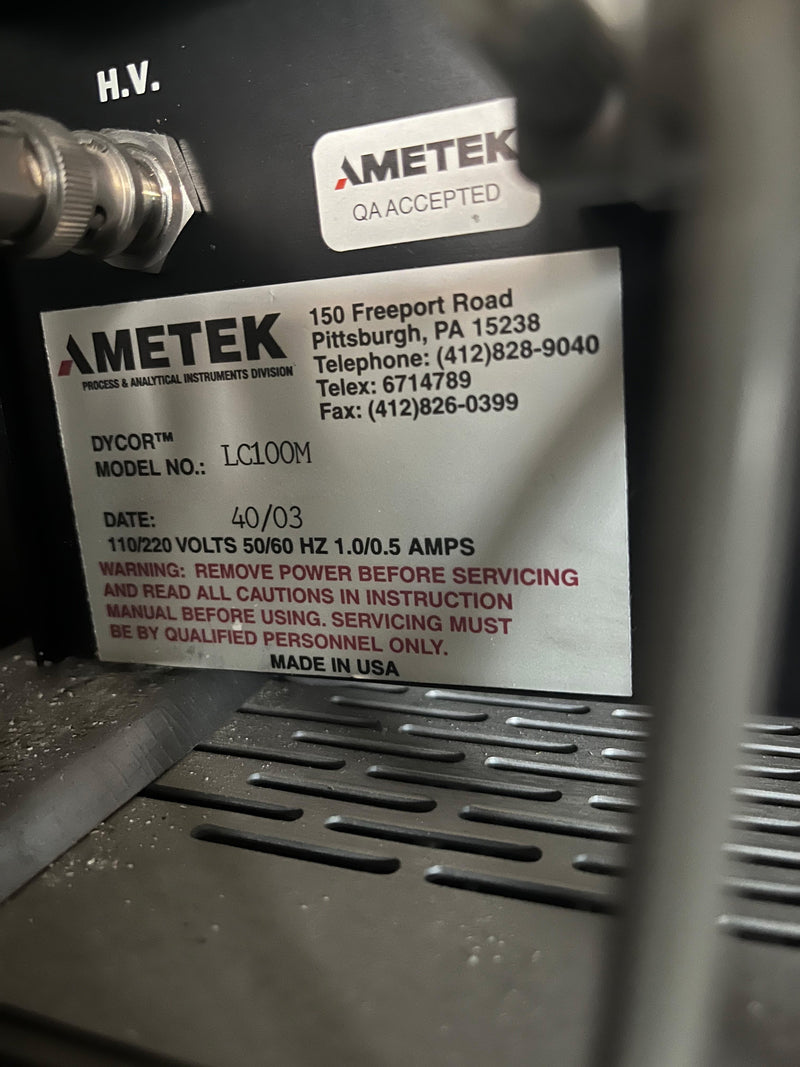 H.V.
AMETEK
QA ACCEPTED
AMETEK
PROCESS & ANALYTICAL INSTRUMENTS DIVISION
150 Freeport Road
Pittsburgh, PA 15238
Telephone: (412)828-9040
Telex: 6714789
Fax: (412)826-0399
DYCOR™
MODEL NO.: LC100M
DATE: 40/03
110/220 VOLTS 50/60 HZ 1.0/0.5 AMPS
WARNING: REMOVE POWER BEFORE SERVICING
AND READ ALL CAUTIONS IN INSTRUCTION
MANUAL BEFORE USING. SERVICING MUST
BE BY QUALIFIED PERSONNEL ONLY.
MADE IN USA